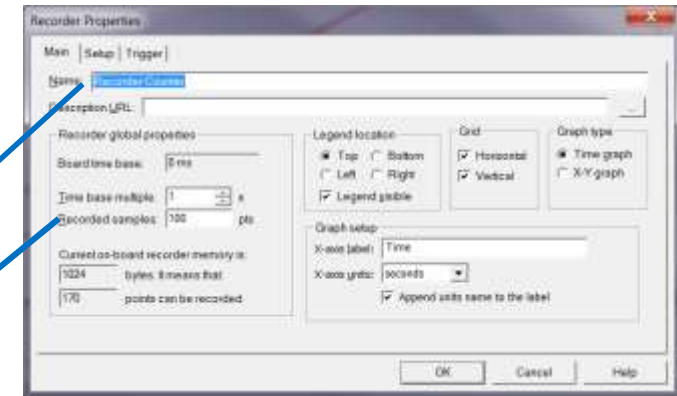 Recorder Properties
Main Setup Trigger
Name: Recorder Counter
Description URL: ...
Recorder global properties
Board time base: 0 ms
Time base multiple: 1 x
Recorded samples: 100 pts
Current on-board recorder memory is:
1024 bytes. It means that
170 points can be recorded
Legend location
Top Bottom
Left Right
Legend visible
Grid
Horizontal
Vertical
Graph type
Time graph
X-Y graph
Graph setup
X-axis label: Time
X-axis units: seconds
Append units name to the label
OK Cancel Help